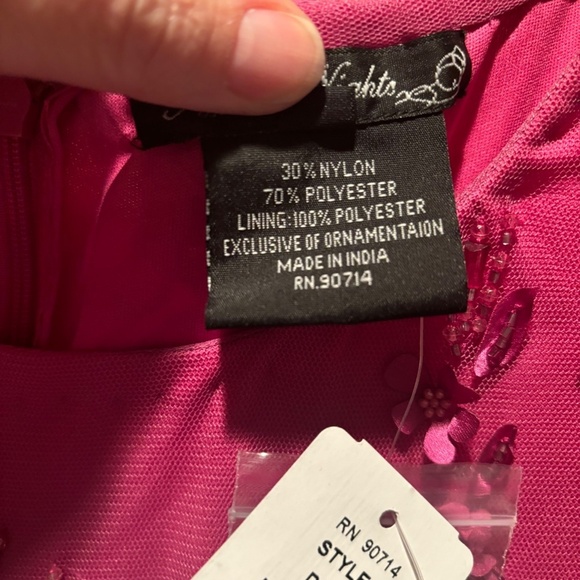 Nights
30% NYLON
70% POLYESTER
LINING:100% POLYESTER
EXCLUSIVE OF ORNAMENTAION
MADE IN INDIA
RN.90714
RN 90714
STYLE